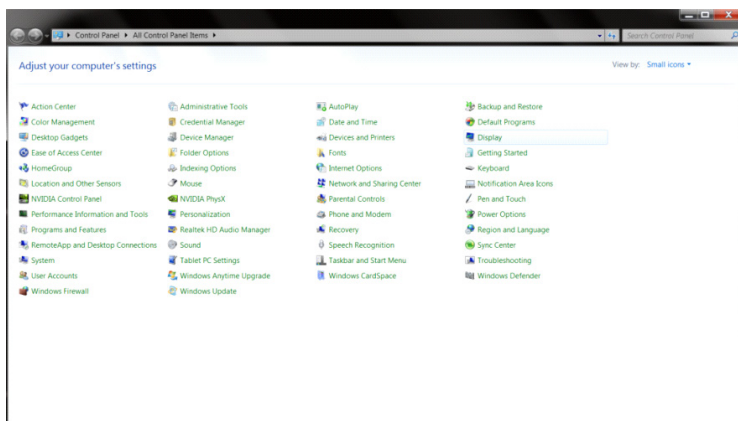 Control Panel ▸ All Control Panel Items ▸ Search Control Panel
Adjust your computer's settings View by: Small icons
Action Center Administrative Tools AutoPlay Backup and Restore
Color Management Credential Manager Date and Time Default Programs
Desktop Gadgets Device Manager Devices and Printers Display
Ease of Access Center Folder Options Fonts Getting Started
HomeGroup Indexing Options Internet Options Keyboard
Location and Other Sensors Mouse Network and Sharing Center Notification Area Icons
NVIDIA Control Panel NVIDIA PhysX Parental Controls Pen and Touch
Performance Information and Tools Personalization Phone and Modem Power Options
Programs and Features Realtek HD Audio Manager Recovery Region and Language
RemoteApp and Desktop Connections Sound Speech Recognition Sync Center
System Tablet PC Settings Taskbar and Start Menu Troubleshooting
User Accounts Windows Anytime Upgrade Windows CardSpace Windows Defender
Windows Firewall Windows Update